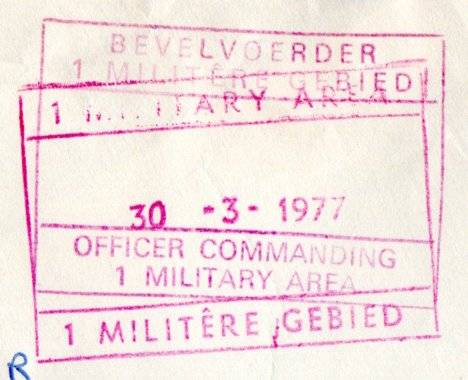 BEVELVOERDER
1 MILITÊRE GEBIED
1 MILITARY AREA
30 -3- 1977
OFFICER COMMANDING
1 MILITARY AREA
1 MILITÊRE GEBIED
R